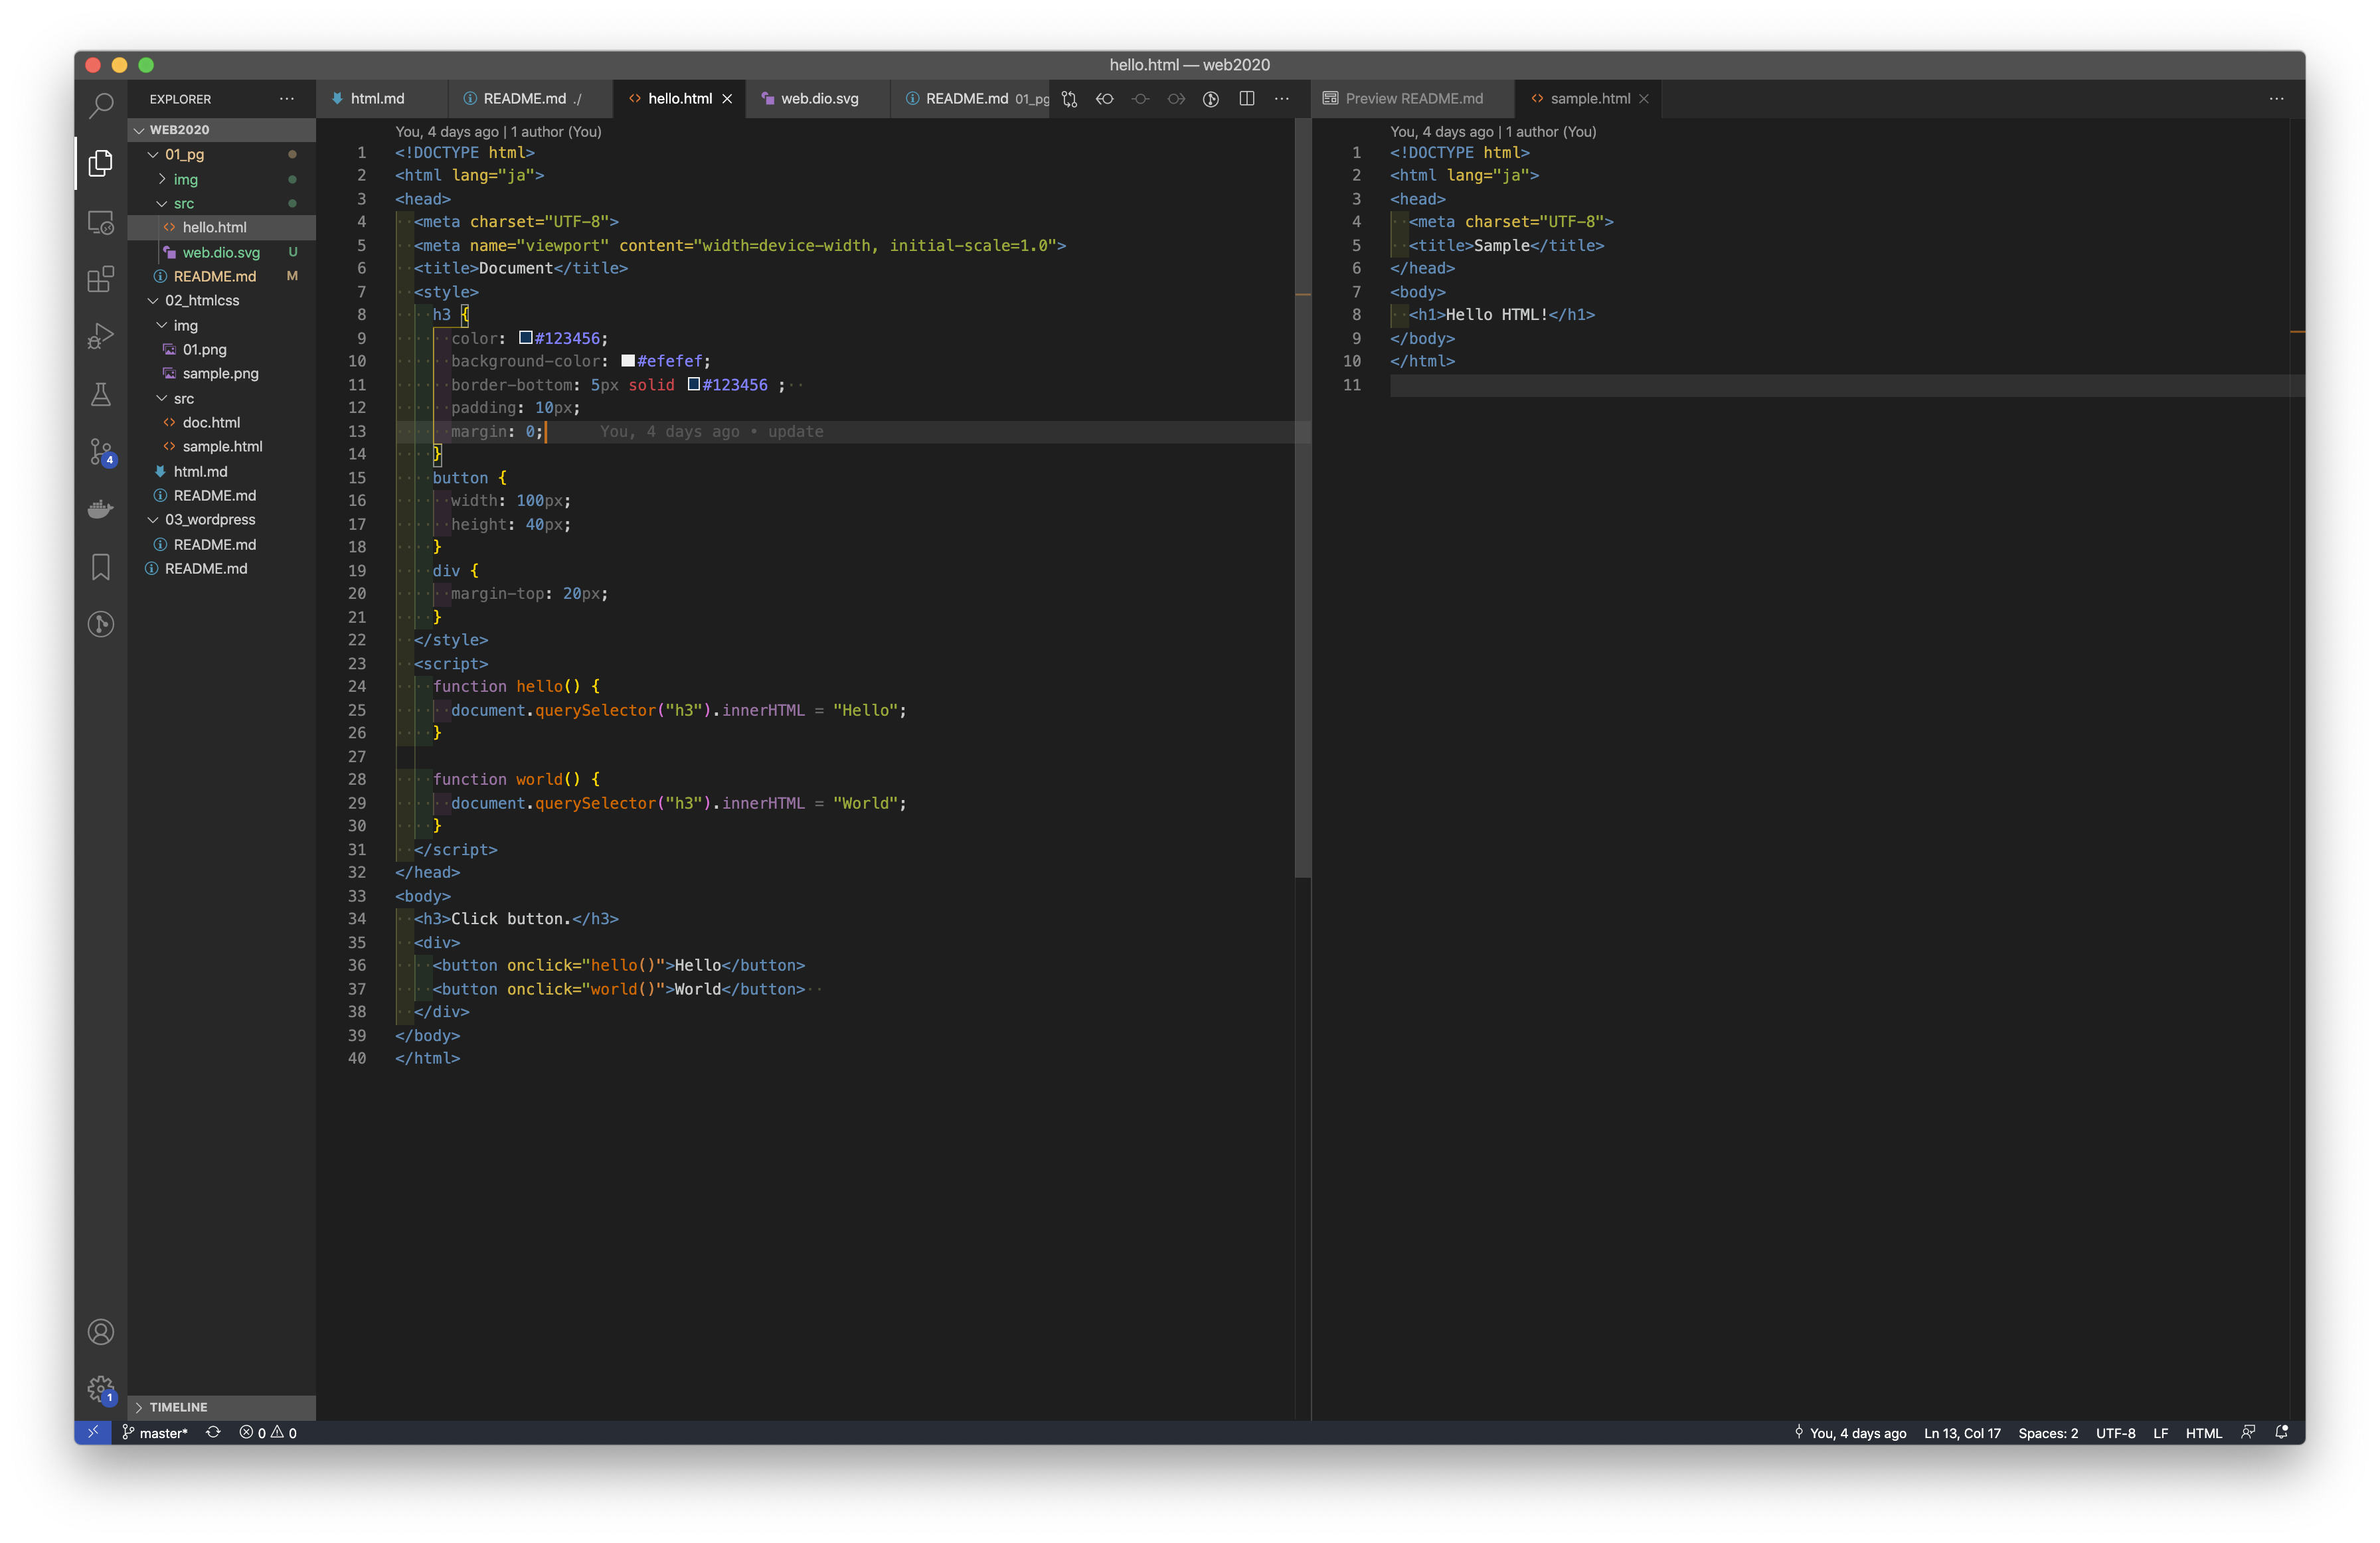 hello.html — web2020
EXPLORER
WEB2020
01_pg
img
src
hello.html
web.dio.svg U
README.md M
02_htmlcss
img
01.png
sample.png
src
doc.html
sample.html
html.md
README.md
03_wordpress
README.md
README.md
TIMELINE
4
1
html.md
README.md ./
hello.html
web.dio.svg
README.md 01_pg
You, 4 days ago | 1 author (You)
1 <!DOCTYPE html>
2 <html lang="ja">
3 <head>
4 <meta charset="UTF-8">
5 <meta name="viewport" content="width=device-width, initial-scale=1.0">
6 <title>Document</title>
7 <style>
8 h3 {
9 color: #123456;
10 background-color: #efefef;
11 border-bottom: 5px solid #123456 ;
12 padding: 10px;
13 margin: 0; You, 4 days ago • update
14 }
15 button {
16 width: 100px;
17 height: 40px;
18 }
19 div {
20 margin-top: 20px;
21 }
22 </style>
23 <script>
24 function hello() {
25 document.querySelector("h3").innerHTML = "Hello";
26 }
27
28 function world() {
29 document.querySelector("h3").innerHTML = "World";
30 }
31 </script>
32 </head>
33 <body>
34 <h3>Click button.</h3>
35 <div>
36 <button onclick="hello()">Hello</button>
37 <button onclick="world()">World</button>
38 </div>
39 </body>
40 </html>
Preview README.md
sample.html
You, 4 days ago | 1 author (You)
1 <!DOCTYPE html>
2 <html lang="ja">
3 <head>
4 <meta charset="UTF-8">
5 <title>Sample</title>
6 </head>
7 <body>
8 <h1>Hello HTML!</h1>
9 </body>
10 </html>
11
master* 0 0 You, 4 days ago Ln 13, Col 17 Spaces: 2 UTF-8 LF HTML